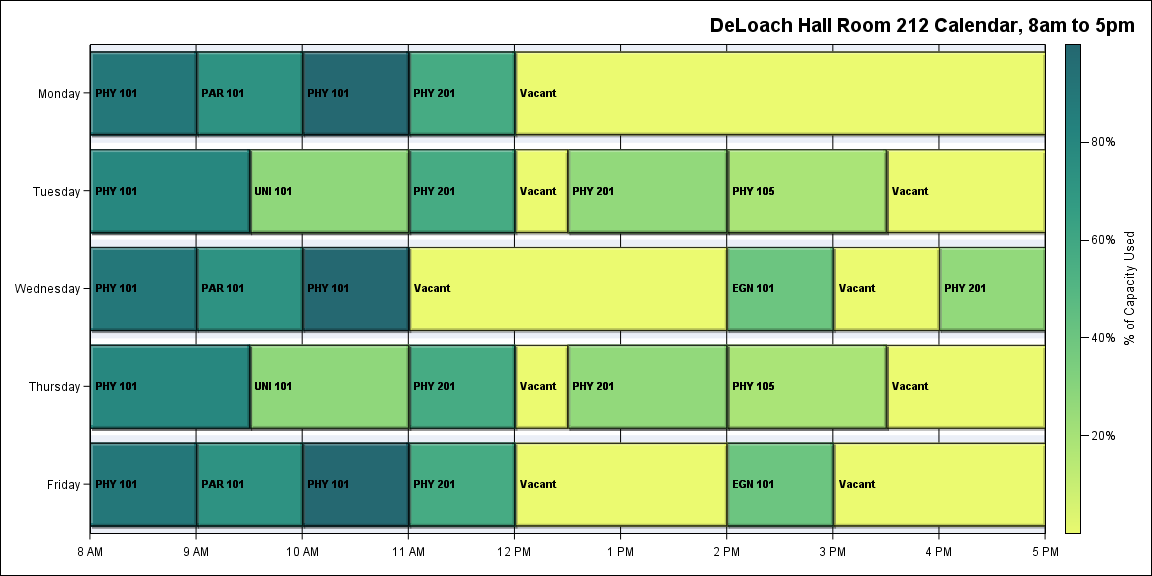 DeLoach Hall Room 212 Calendar, 8am to 5pm
Monday PHY 101 PAR 101 PHY 101 PHY 201 Vacant
Tuesday PHY 101 UNI 101 PHY 201 Vacant PHY 201 PHY 105 Vacant
Wednesday PHY 101 PAR 101 PHY 101 Vacant EGN 101 Vacant PHY 201
Thursday PHY 101 UNI 101 PHY 201 Vacant PHY 201 PHY 105 Vacant
Friday PHY 101 PAR 101 PHY 101 PHY 201 Vacant EGN 101 Vacant
8 AM 9 AM 10 AM 11 AM 12 PM 1 PM 2 PM 3 PM 4 PM 5 PM
80%
60%
40%
20%
% of Capacity Used